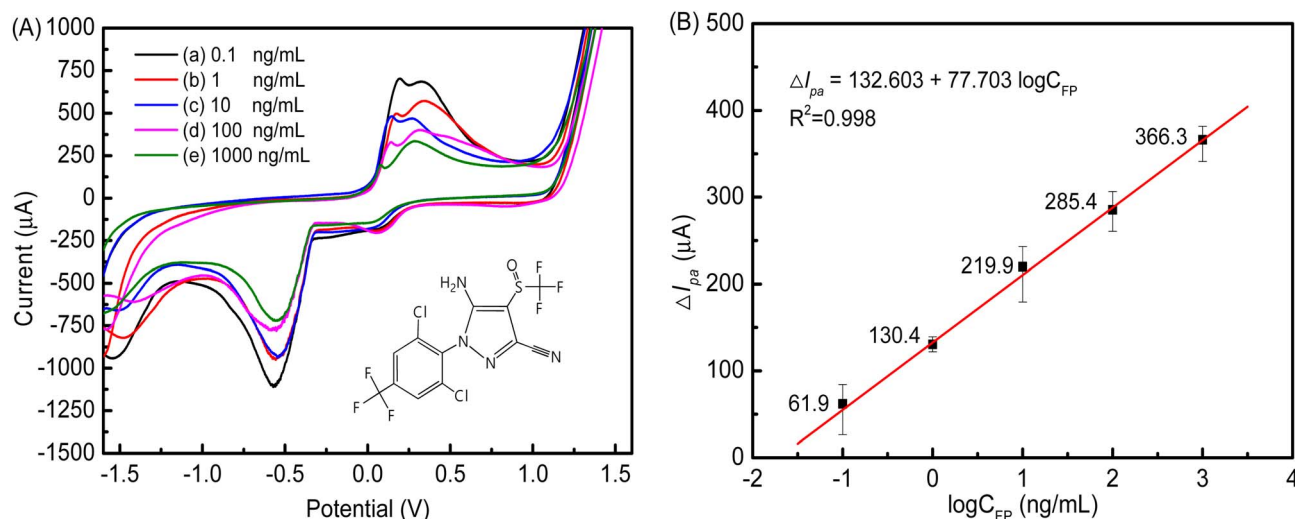 (A)
1000
750
500
250
0
-250
-500
-750
-1000
-1250
-1500
Current (μA)
(a) 0.1 ng/mL
(b) 1 ng/mL
(c) 10 ng/mL
(d) 100 ng/mL
(e) 1000 ng/mL
O
S
F
F
F
H₂N
Cl
N
N
N
F
F
F
Cl
-1.5 -1.0 -0.5 0.0 0.5 1.0 1.5
Potential (V)
(B)
500
400
300
200
100
0
ΔIpa (μA)
ΔIpa = 132.603 + 77.703 logCFP
R²=0.998
366.3
285.4
219.9
130.4
61.9
-2 -1 0 1 2 3 4
logCFP (ng/mL)